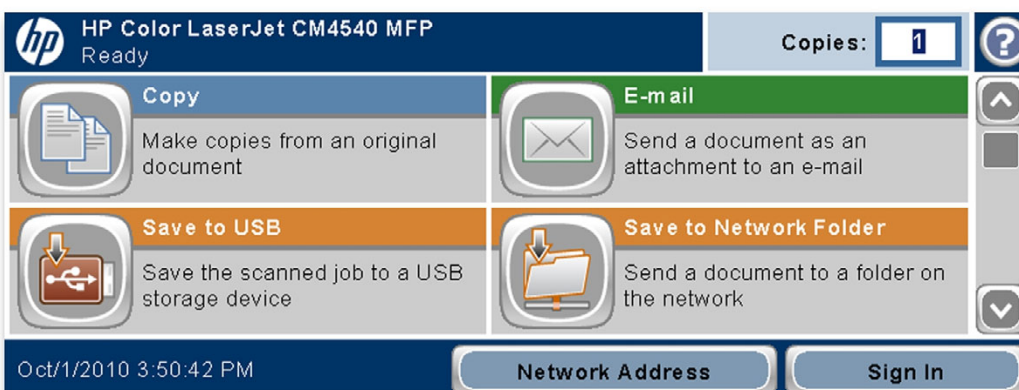 hp
HP Color LaserJet CM4540 MFP
Ready
Copies: 1
?
Copy
Make copies from an original
document
E-mail
Send a document as an
attachment to an e-mail
Save to USB
Save the scanned job to a USB
storage device
Save to Network Folder
Send a document to a folder on
the network
Oct/1/2010 3:50:42 PM
Network Address
Sign In